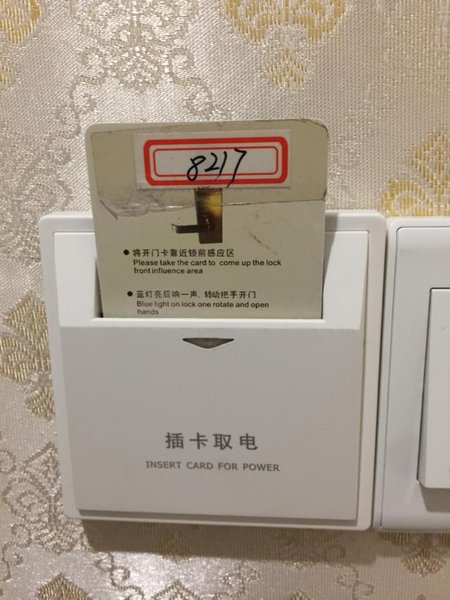 8217
● 将开门卡靠近锁前感应区
Please take the card to come up the lock
front influence area
● 蓝灯亮后响一声,转动把手开门
Blue light on lock one rotate and open
hands
插卡取电
INSERT CARD FOR POWER